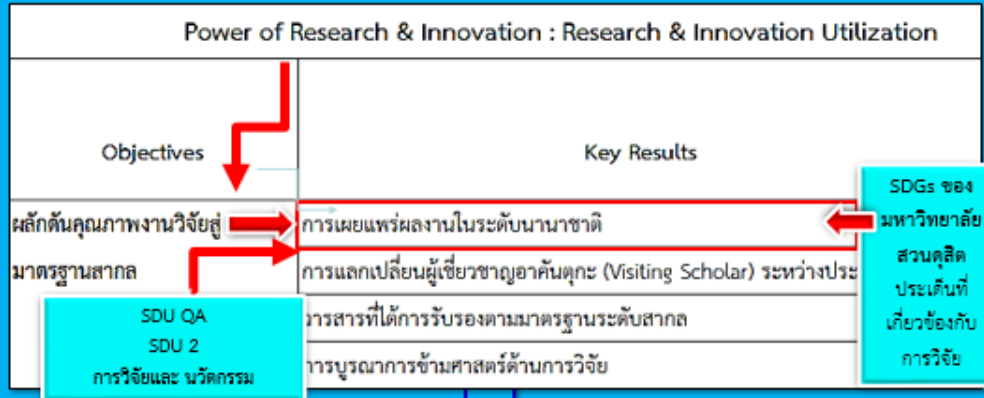 Power of Research & Innovation : Research & Innovation Utilization
Objectives
Key Results
ผลักดันคุณภาพงานวิจัยสู่
มาตรฐานสากล
การเผยแพร่ผลงานในระดับนานาชาติ
การแลกเปลี่ยนผู้เชี่ยวชาญอาคันตุกะ (Visiting Scholar) ระหว่างประ
วารสารที่ได้การรับรองตามมาตรฐานระดับสากล
การบูรณาการข้ามศาสตร์ด้านการวิจัย
SDU QA
SDU 2
การวิจัยและ นวัตกรรม
SDGs ของ
มหาวิทยาลัย
สวนดุสิต
ประเด็นที่
เกี่ยวข้องกับ
การวิจัย